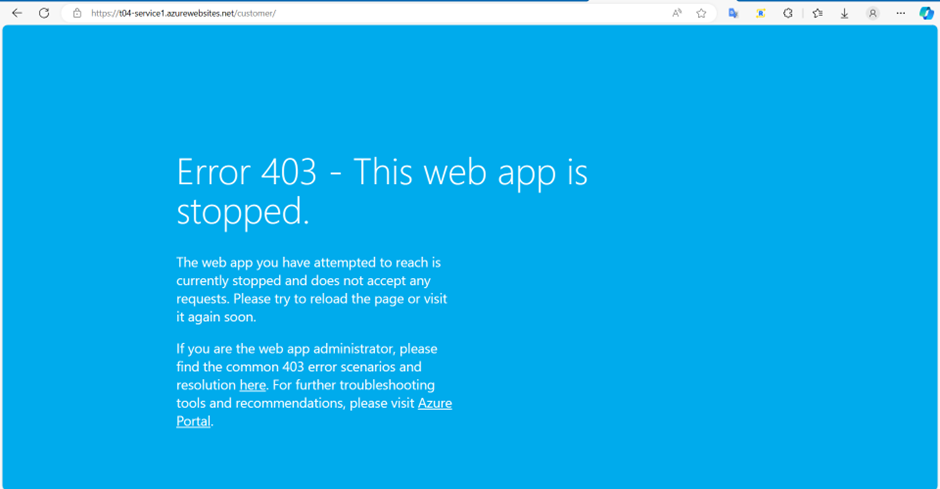 https://t04-service1.azurewebsites.net/customer/
Error 403 - This web app is
stopped.
The web app you have attempted to reach is
currently stopped and does not accept any
requests. Please try to reload the page or visit
it again soon.
If you are the web app administrator, please
find the common 403 error scenarios and
resolution here. For further troubleshooting
tools and recommendations, please visit Azure
Portal.